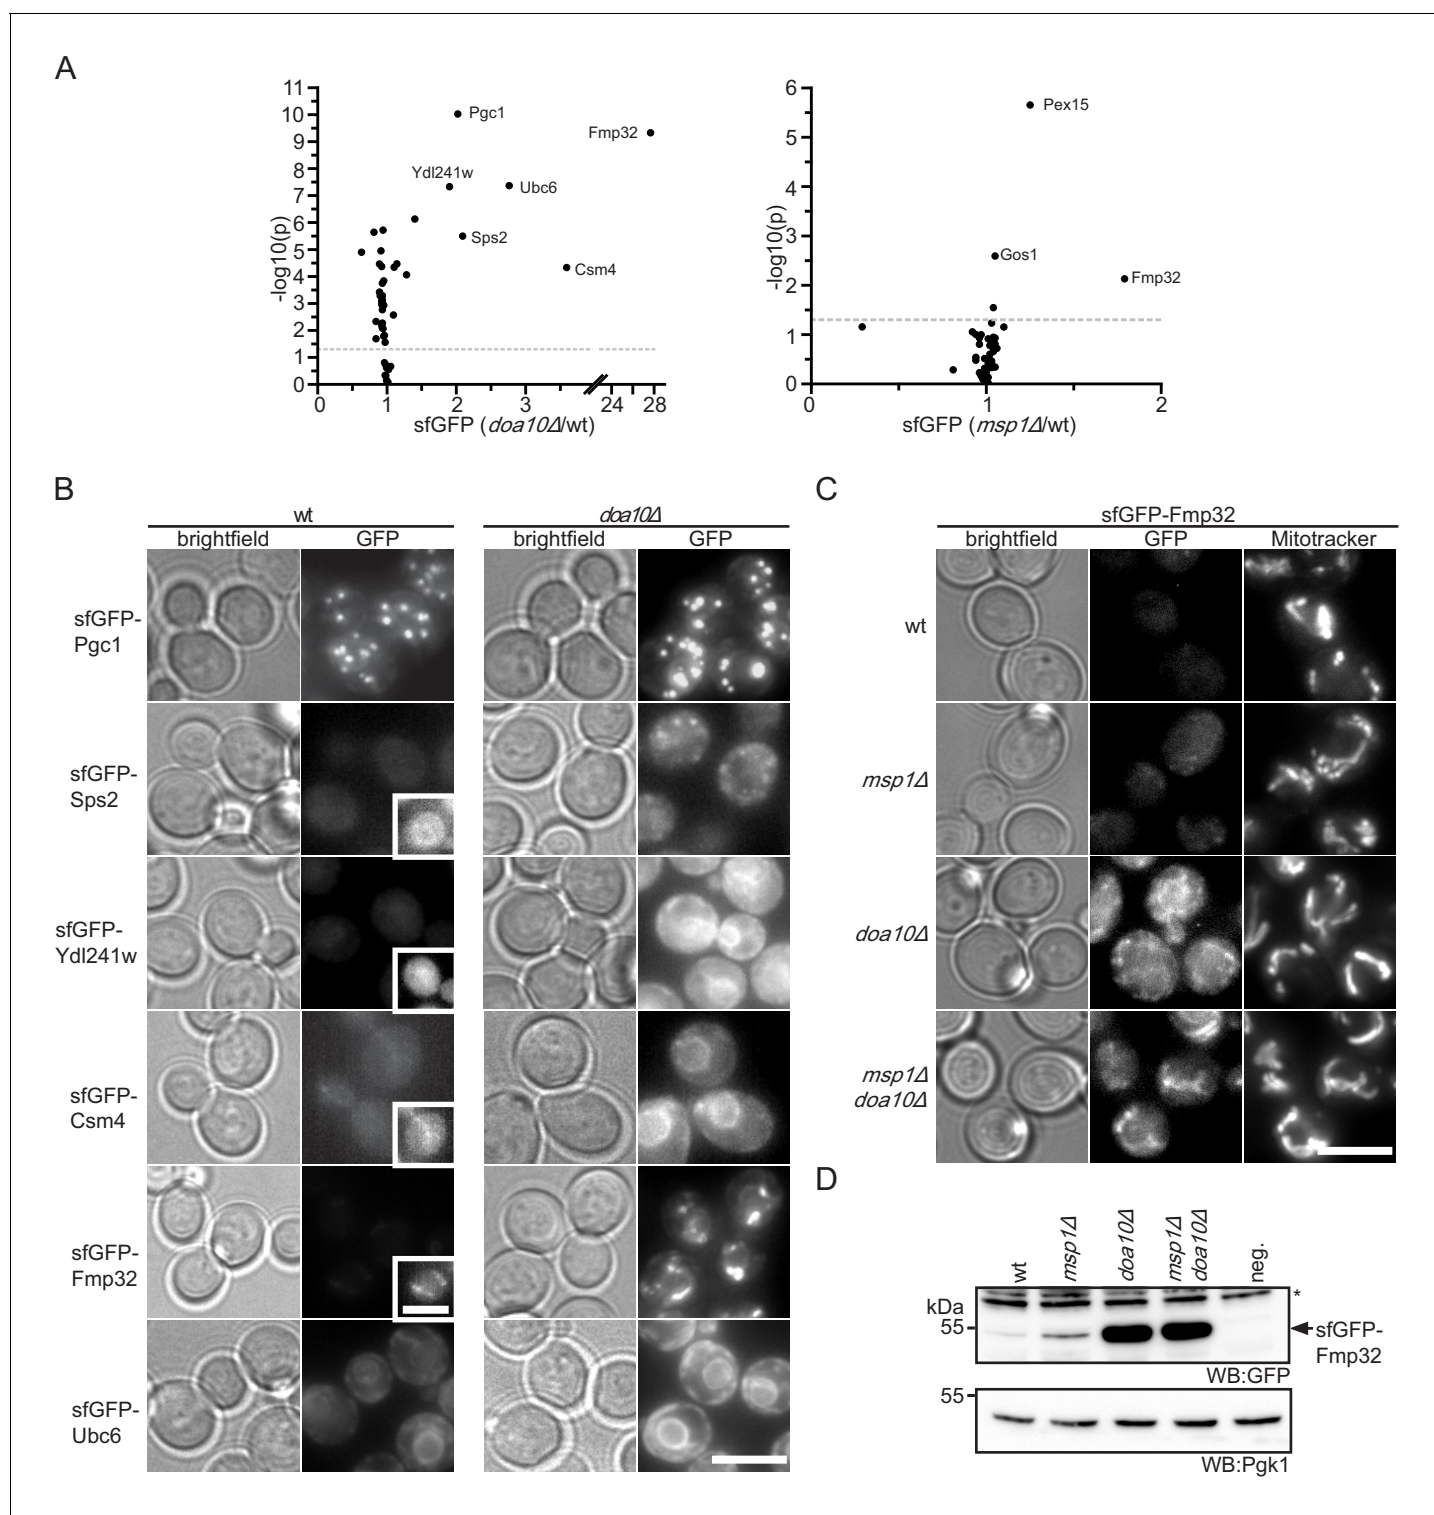 A
11
10
9
8
7
6
5
4
3
2
1
0
-log10(p)
Pgc1
Fmp32
Ydl241w
Ubc6
Sps2
Csm4
0 1 2 3 24 28
sfGFP (doa10Δ/wt)
6
5
4
3
2
1
0
-log10(p)
Pex15
Gos1
Fmp32
0 1 2
sfGFP (msp1Δ/wt)
B
wt doa10Δ
brightfield GFP brightfield GFP
sfGFP-
Pgc1
sfGFP-
Sps2
sfGFP-
Ydl241w
sfGFP-
Csm4
sfGFP-
Fmp32
sfGFP-
Ubc6
C
sfGFP-Fmp32
brightfield GFP Mitotracker
wt
msp1Δ
doa10Δ
msp1Δ
doa10Δ
D
wt
msp1Δ
doa10Δ
msp1Δ
doa10Δ
neg.
kDa
55
*
sfGFP-
Fmp32
WB:GFP
55
WB:Pgk1